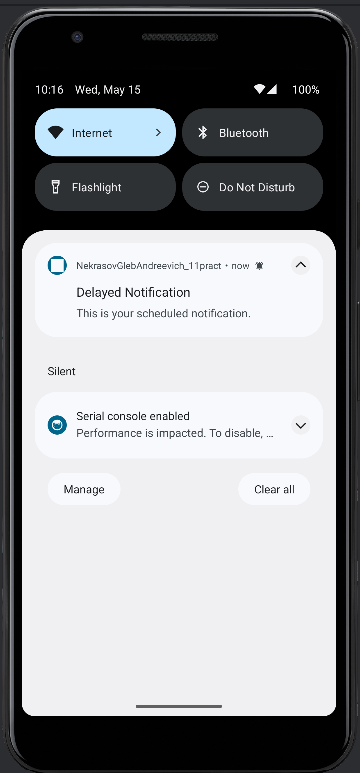 10:16 Wed, May 15 100%
Internet Bluetooth
Flashlight Do Not Disturb
NekrasovGlebAndreevich_11pract • now
Delayed Notification
This is your scheduled notification.
Silent
Serial console enabled
Performance is impacted. To disable, ...
Manage Clear all